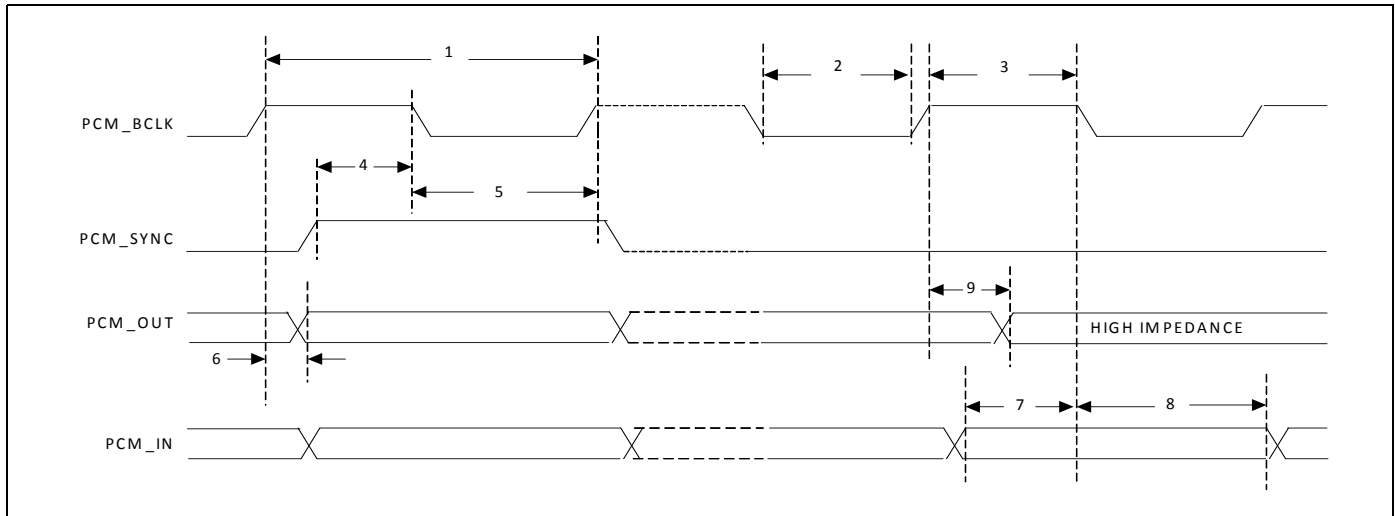 1
2
3
PCM_BCLK
4
5
PCM_SYNC
9
PCM_OUT
HIGH IMPEDANCE
6
7
8
PCM_IN